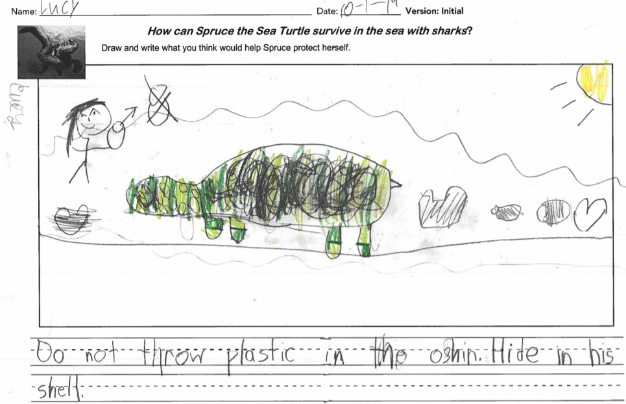 Name: Lucy Date: 10-1-19 Version: Initial
How can Spruce the Sea Turtle survive in the sea with sharks?
Draw and write what you think would help Spruce protect herself.
Lucy
Do not throw plastic in the oshin. Hide in his
shell.